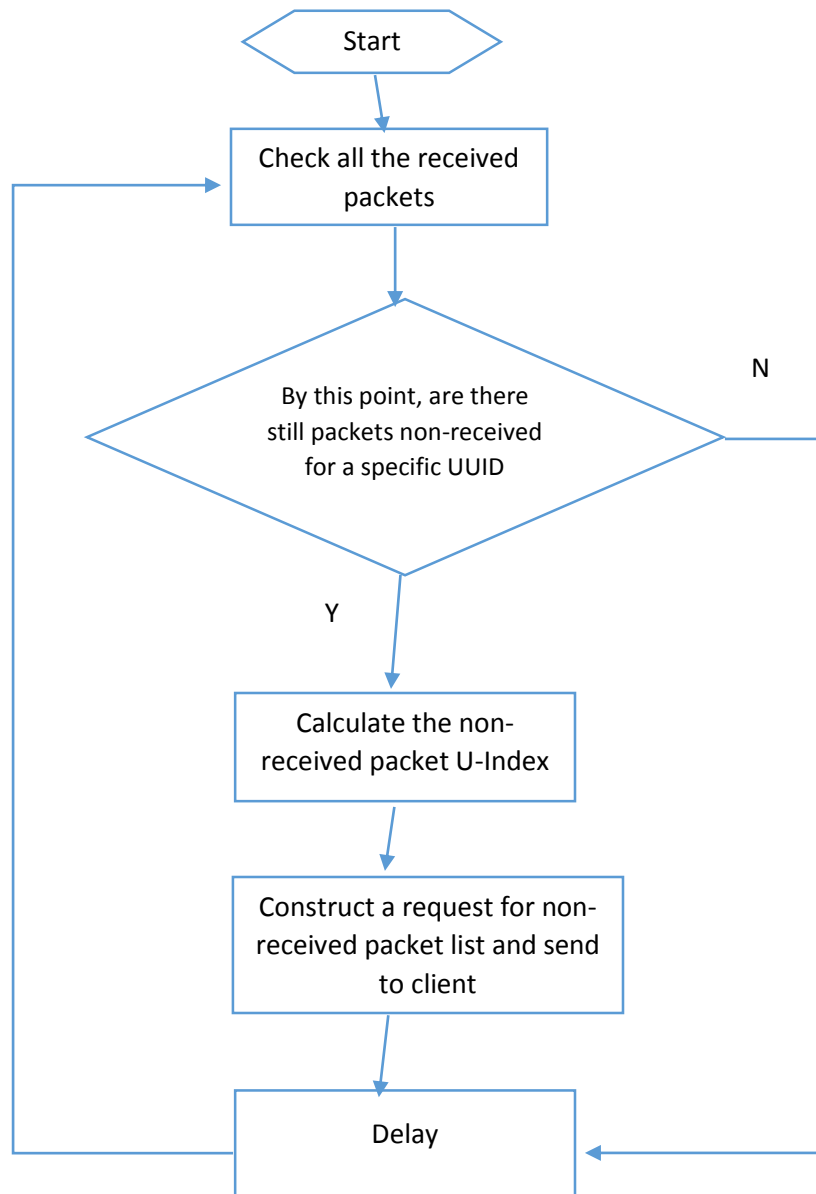 Start
Check all the received
packets
By this point, are there
still packets non-received
for a specific UUID
N
Y
Calculate the non-
received packet U-Index
Construct a request for non-
received packet list and send
to client
Delay